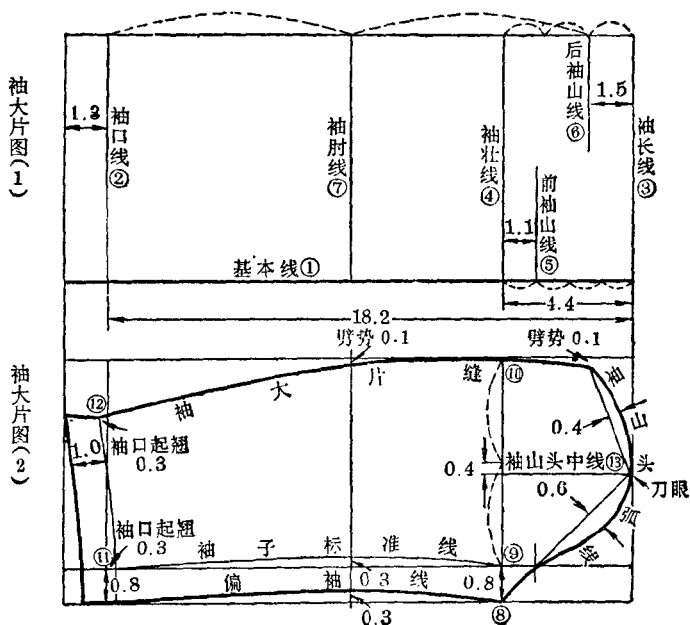 袖大片图(1)
1.3
袖口线②
袖肘线⑦
袖壮线④
后袖山线⑥
1.5
袖长线③
前袖山线⑤
1.1
基本线①
4.4
18.2
袖大片图(2)
劈势0.1
劈势0.1
⑫
袖大片缝
⑩
袖山头弧线
1.0
袖口起翘
0.3
0.4
0.4
袖山头中线⑬
刀眼
0.6
袖口起翘
0.3
⑪
袖子标准线
⑨
0.8
偏袖线
0.3
0.8
0.3
⑧